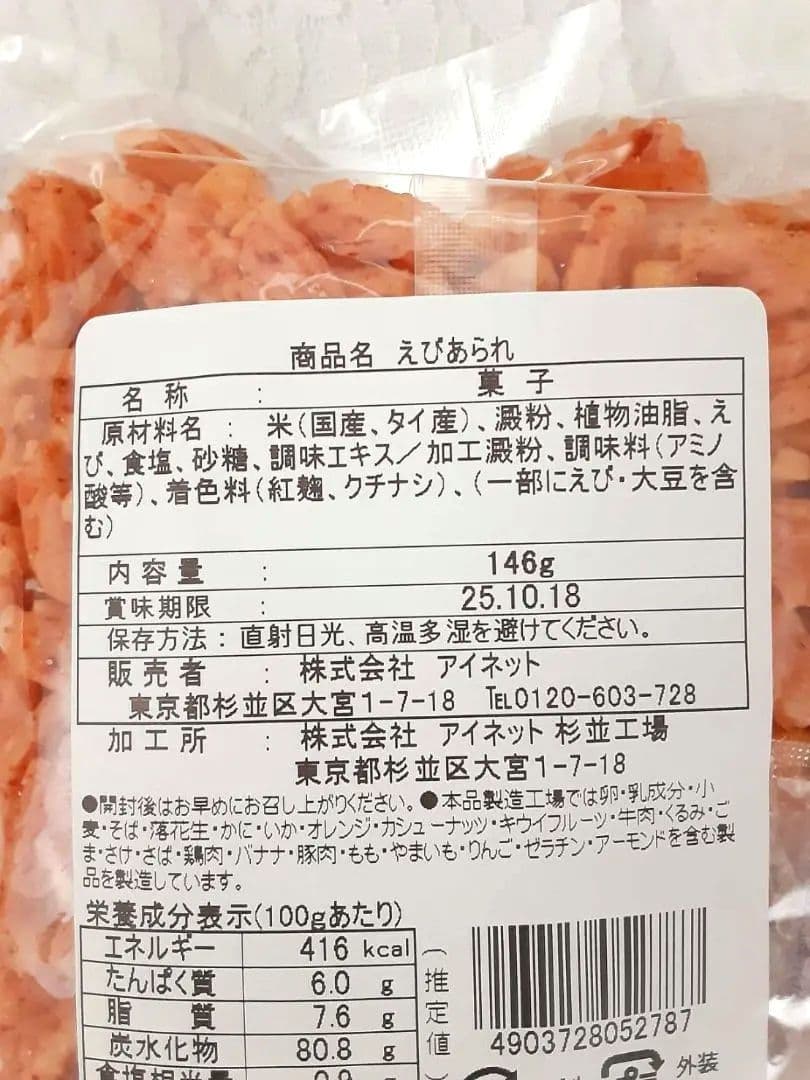 商品名 えびあられ
名称 : 菓子
原材料名 : 米(国産、タイ産)、澱粉、植物油脂、え
び、食塩、砂糖、調味エキス/加工澱粉、調味料(アミノ
酸等)、着色料(紅麹、クチナシ)、(一部にえび・大豆を含
む)
内容量 : 146g
賞味期限 : 25.10.18
保存方法 : 直射日光、高温多湿を避けてください。
販売者 : 株式会社 アイネット
東京都杉並区大宮1-7-18 TEL0120-603-728
加工所 : 株式会社 アイネット 杉並工場
東京都杉並区大宮1-7-18
●開封後はお早めにお召し上がりください。●本品製造工場では卵・乳成分・小
麦・そば・落花生・かに・いか・オレンジ・カシューナッツ・キウイフルーツ・牛肉・くるみ・ご
ま・さけ・さば・鶏肉・バナナ・豚肉・もも・やまいも・りんご・ゼラチン・アーモンドを含む製
品を製造しています。
栄養成分表示(100gあたり)
エネルギー 416 kcal
たんぱく質 6.0 g
脂質 7.6 g
炭水化物 80.8 g
食塩相当量
(推定値)
4903728052787
外装